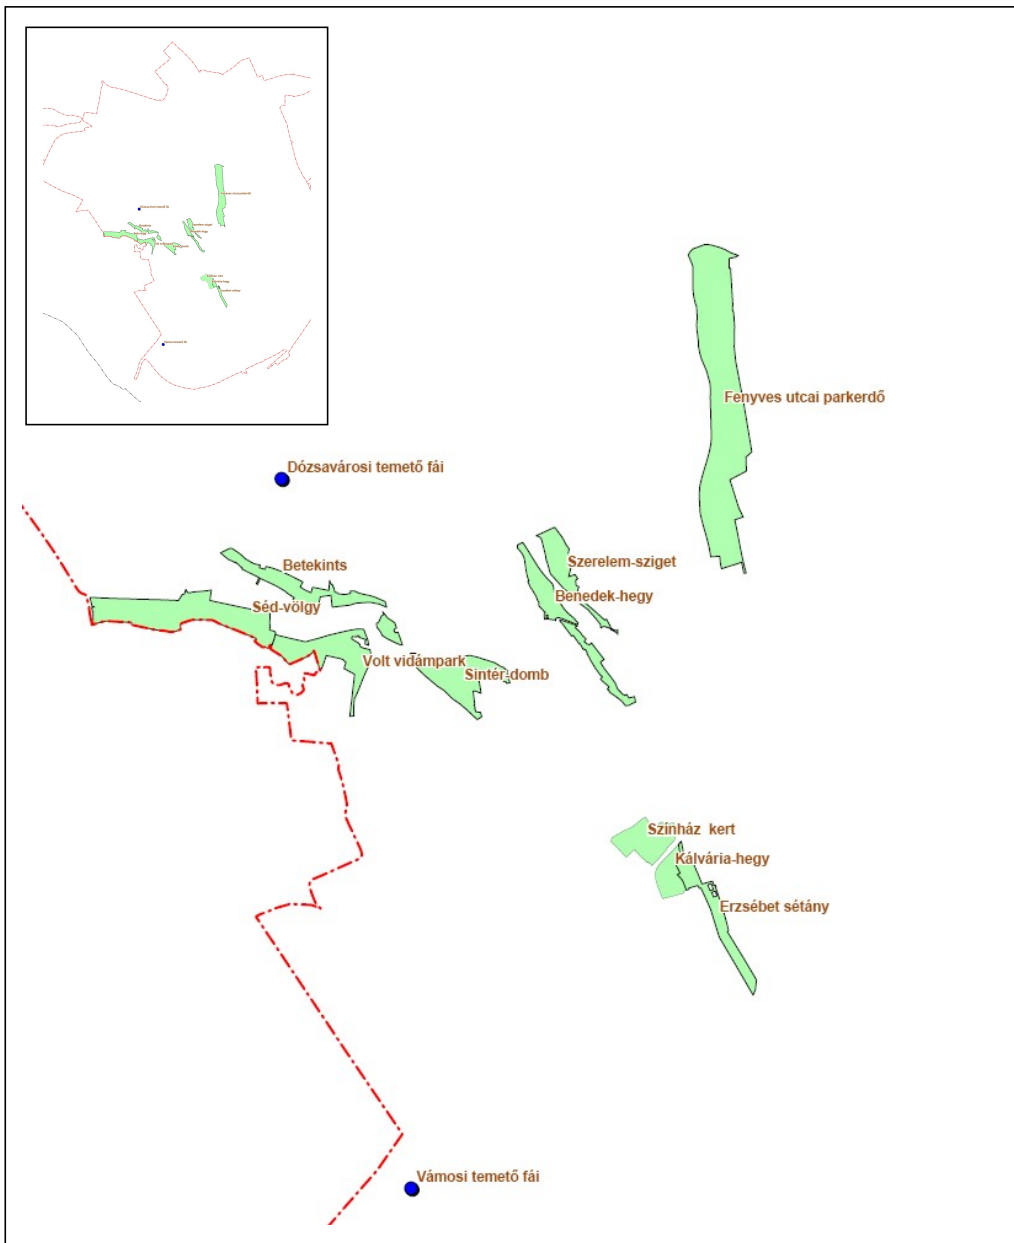 Fenyves utcai parkerdő
Dózsavárosi temető fái
Betekints
Szerelem-sziget
Benedek-hegy
Séd-völgy
Volt vidámpark
Sintér-domb
Színház kert
Kálvária-hegy
Erzsébet sétány
Vámosi temető fái